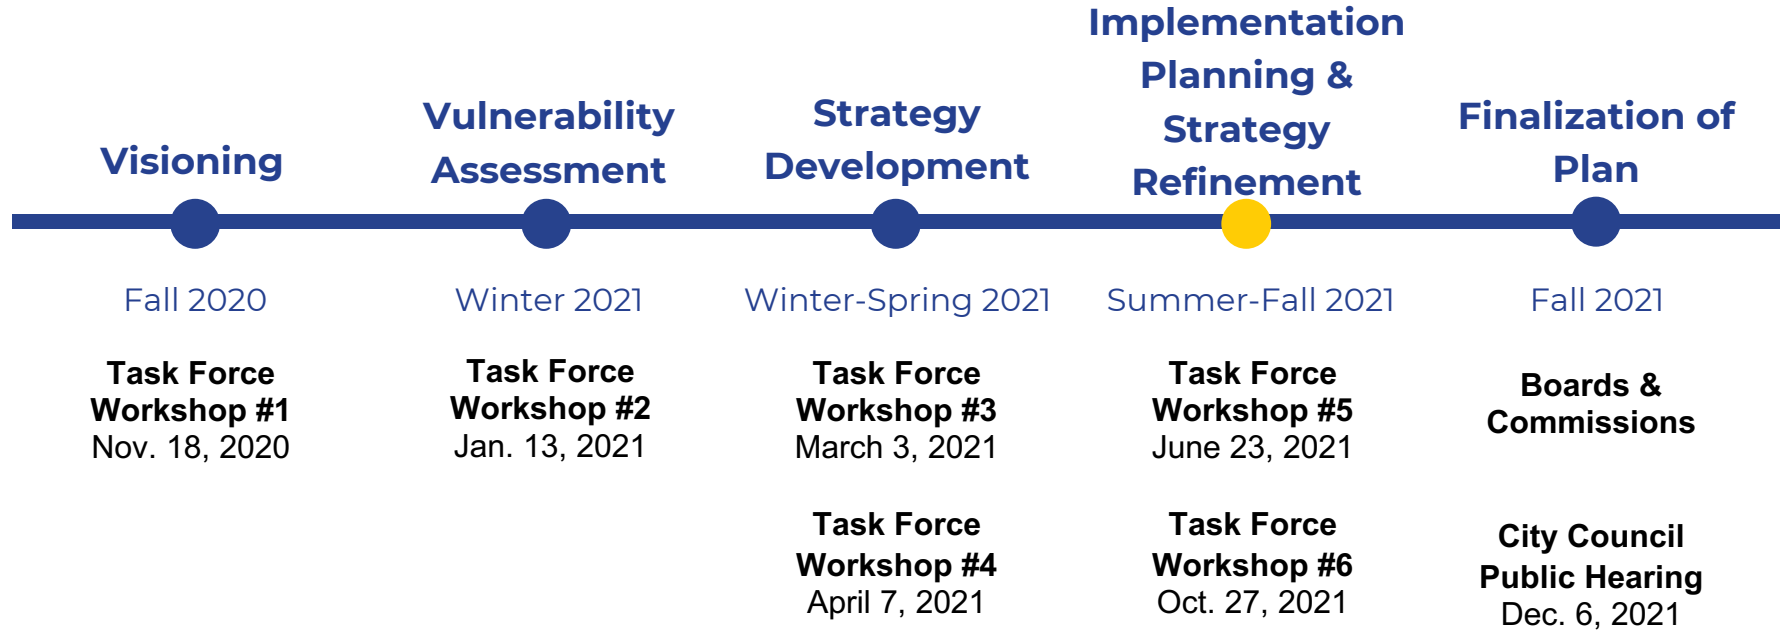 Visioning
Vulnerability
Assessment
Strategy
Development
Implementation
Planning &
Strategy
Refinement
Finalization of
Plan
Fall 2020
Winter 2021
Winter-Spring 2021
Summer-Fall 2021
Fall 2021
Task Force
Workshop #1
Nov. 18, 2020
Task Force
Workshop #2
Jan. 13, 2021
Task Force
Workshop #3
March 3, 2021
Task Force
Workshop #5
June 23, 2021
Boards &
Commissions
Task Force
Workshop #4
April 7, 2021
Task Force
Workshop #6
Oct. 27, 2021
City Council
Public Hearing
Dec. 6, 2021